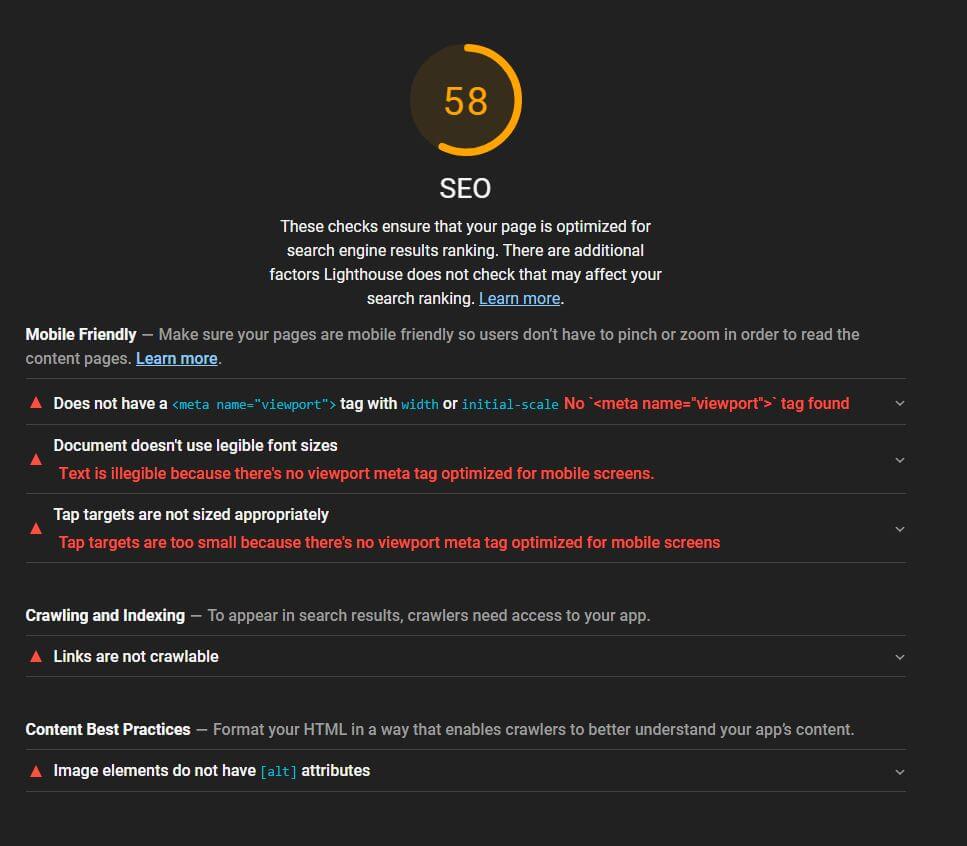 58
SEO
These checks ensure that your page is optimized for
search engine results ranking. There are additional
factors Lighthouse does not check that may affect your
search ranking. Learn more.
Mobile Friendly — Make sure your pages are mobile friendly so users don’t have to pinch or zoom in order to read the
content pages. Learn more.
Does not have a <meta name="viewport"> tag with width or initial-scale No `<meta name="viewport">` tag found
Document doesn't use legible font sizes
Text is illegible because there's no viewport meta tag optimized for mobile screens.
Tap targets are not sized appropriately
Tap targets are too small because there's no viewport meta tag optimized for mobile screens
Crawling and Indexing — To appear in search results, crawlers need access to your app.
Links are not crawlable
Content Best Practices — Format your HTML in a way that enables crawlers to better understand your app’s content.
Image elements do not have [alt] attributes